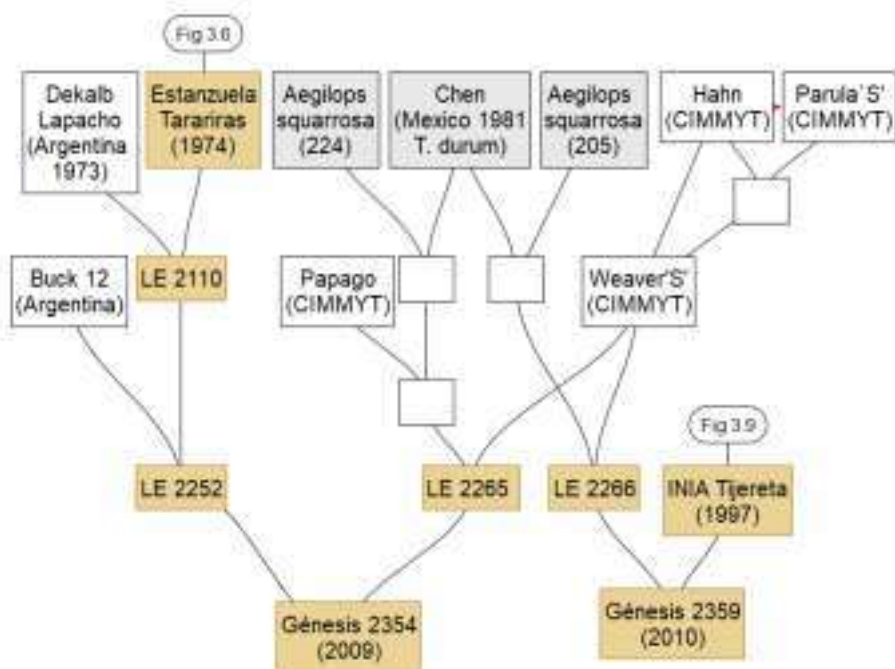 Fig 3.6
Dekalb
Lapacho
(Argentina
1973)
Estanzuela
Tarariras
(1974)
Aegilops
squarrosa
(224)
Chen
(Mexico 1981
T. durum)
Aegilops
squarrosa
(205)
Hahn
(CIMMYT)
Parula'S'
(CIMMYT)
Buck 12
(Argentina)
LE 2110
Papago
(CIMMYT)
Weaver'S'
(CIMMYT)
Fig 3.9
LE 2252
LE 2265
LE 2266
INIA Tijereta
(1997)
Génesis 2354
(2009)
Génesis 2359
(2010)